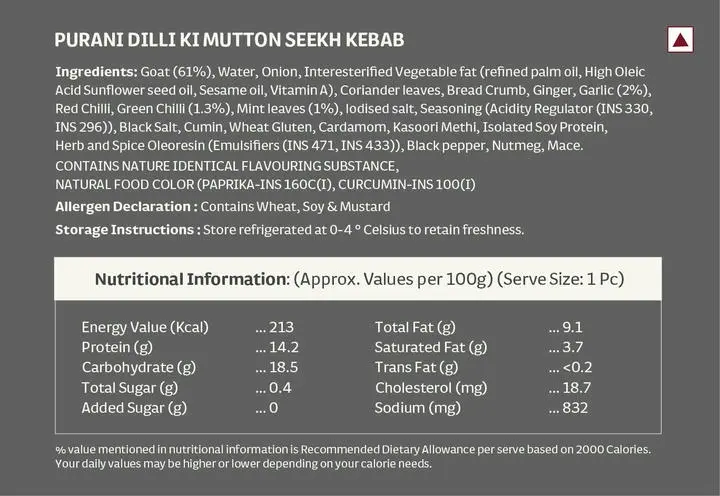 PURANI DILLI KI MUTTON SEEKH KEBAB
Ingredients: Goat (61%), Water, Onion, Interesterified Vegetable fat (refined palm oil, High Oleic
Acid Sunflower seed oil, Sesame oil, Vitamin A), Coriander leaves, Bread Crumb, Ginger, Garlic (2%),
Red Chilli, Green Chilli (1.3%), Mint leaves (1%), Iodised salt, Seasoning (Acidity Regulator (INS 330,
INS 296)), Black Salt, Cumin, Wheat Gluten, Cardamom, Kasoori Methi, Isolated Soy Protein,
Herb and Spice Oleoresin (Emulsifiers (INS 471, INS 433)), Black pepper, Nutmeg, Mace.
CONTAINS NATURE IDENTICAL FLAVOURING SUBSTANCE,
NATURAL FOOD COLOR (PAPRIKA-INS 160C(I), CURCUMIN-INS 100(I)
Allergen Declaration : Contains Wheat, Soy & Mustard
Storage Instructions : Store refrigerated at 0-4 ° Celsius to retain freshness.
Nutritional Information: (Approx. Values per 100g) (Serve Size: 1 Pc)
Energy Value (Kcal) ... 213 Total Fat (g) ... 9.1
Protein (g) ... 14.2 Saturated Fat (g) ... 3.7
Carbohydrate (g) ... 18.5 Trans Fat (g) ... <0.2
Total Sugar (g) ... 0.4 Cholesterol (mg) ... 18.7
Added Sugar (g) ... 0 Sodium (mg) ... 832
% value mentioned in nutritional information is Recommended Dietary Allowance per serve based on 2000 Calories.
Your daily values may be higher or lower depending on your calorie needs.